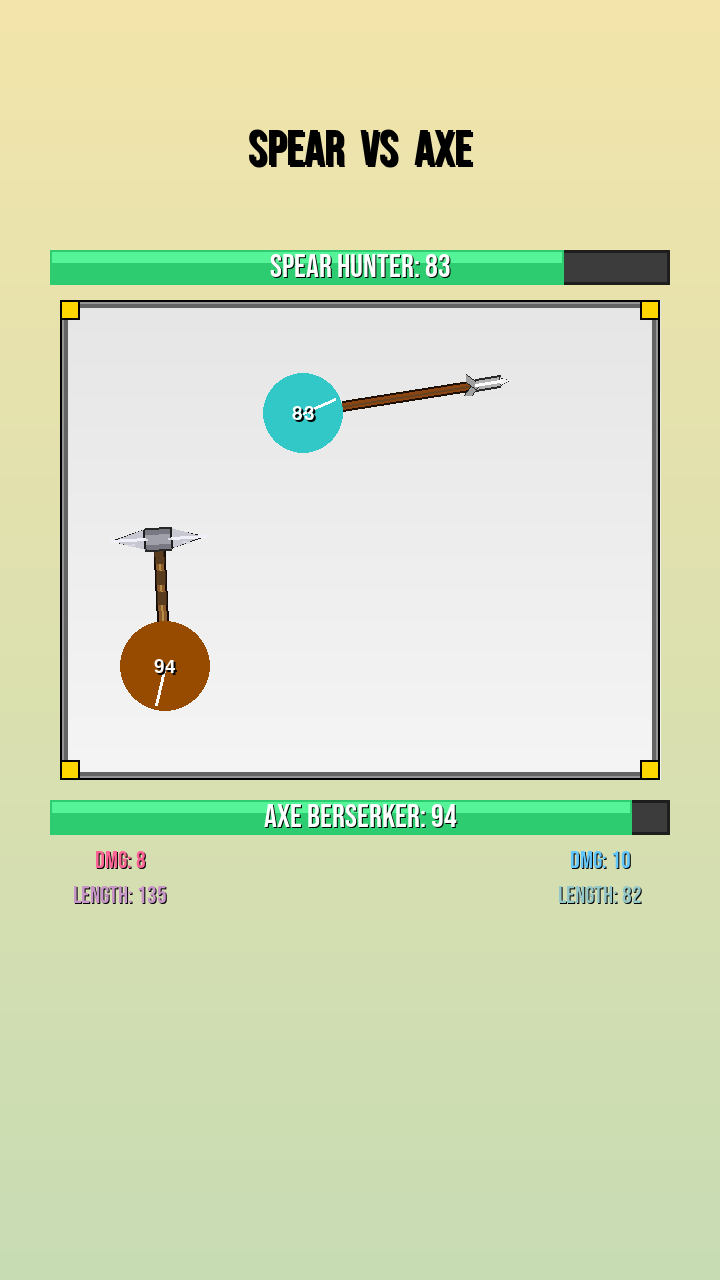 SPEAR VS AXE
SPEAR HUNTER: 83
83
94
AXE BERSERKER: 94
DMG: 8 DMG: 10
LENGTH: 135 LENGTH: 82